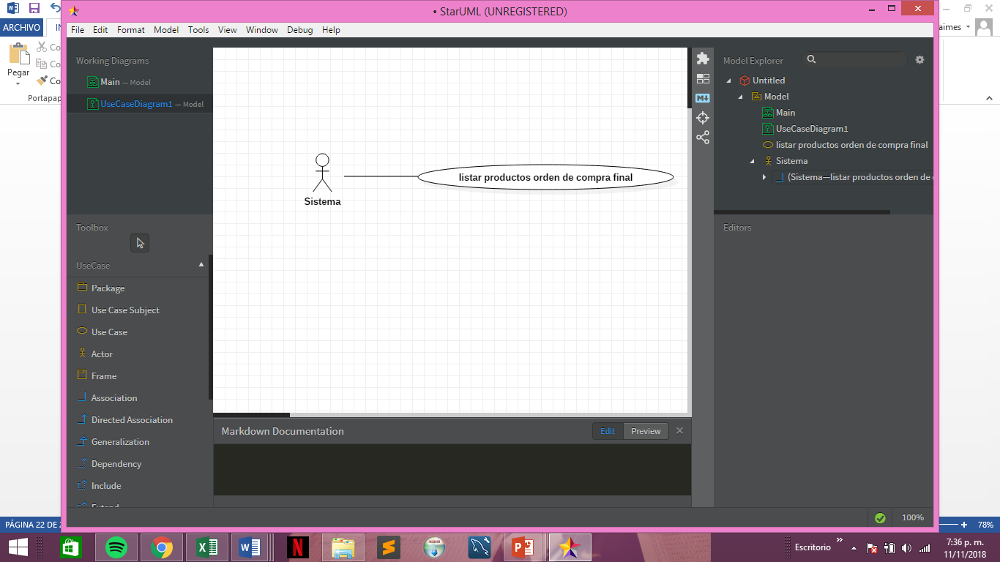 • StarUML (UNREGISTERED)
ARCHIVO
File Edit Format Model Tools View Window Debug Help
aimes
Pegar
Co
Co
Co
Portapap
Working Diagrams
Main — Model
UseCaseDiagram1 — Model
Toolbox
UseCase
Package
Use Case Subject
Use Case
Actor
Frame
Association
Directed Association
Generalization
Dependency
Include
Extend
Sistema
listar productos orden de compra final
Markdown Documentation
Edit Preview
M↓
Model Explorer
Untitled
Model
Main
UseCaseDiagram1
listar productos orden de compra final
Sistema
(Sistema—listar productos orden de
Editors
100%
PÁGINA 22 DE 2
78%
Escritorio
7:36 p. m.
11/11/2018